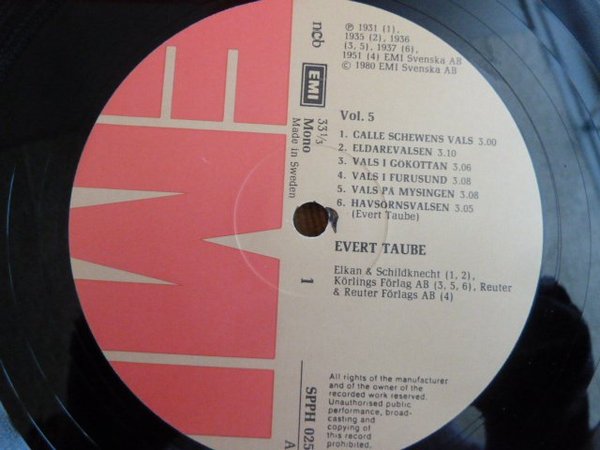 ℗ 1931 (1),
1935 (2), 1936
(3, 5), 1937 (6),
1951 (4) EMI Svenska AB
© 1980 EMI Svenska AB
ncb
EMI
33 1/3
Mono
Made in Sweden
Vol. 5
1. CALLE SCHEWENS VALS 3.00
2. ELDAREVALSEN 3.10
3. VALS I GOKOTTAN 3.06
4. VALS I FURUSUND 3.08
5. VALS PA MYSINGEN 3.08
6. HAVSORNSVALSEN 3.05
(Evert Taube)
EVERT TAUBE
Elkan & Schildknecht (1, 2),
Körlings Förlag AB (3, 5, 6), Reuter
& Reuter Förlags AB (4)
1
All rights of the manufacturer
and of the owner of the
recorded work reserved.
Unauthorised public
performance, broad-
casting and
copying of
this record
prohibited.
SPPH 025
A
EMI